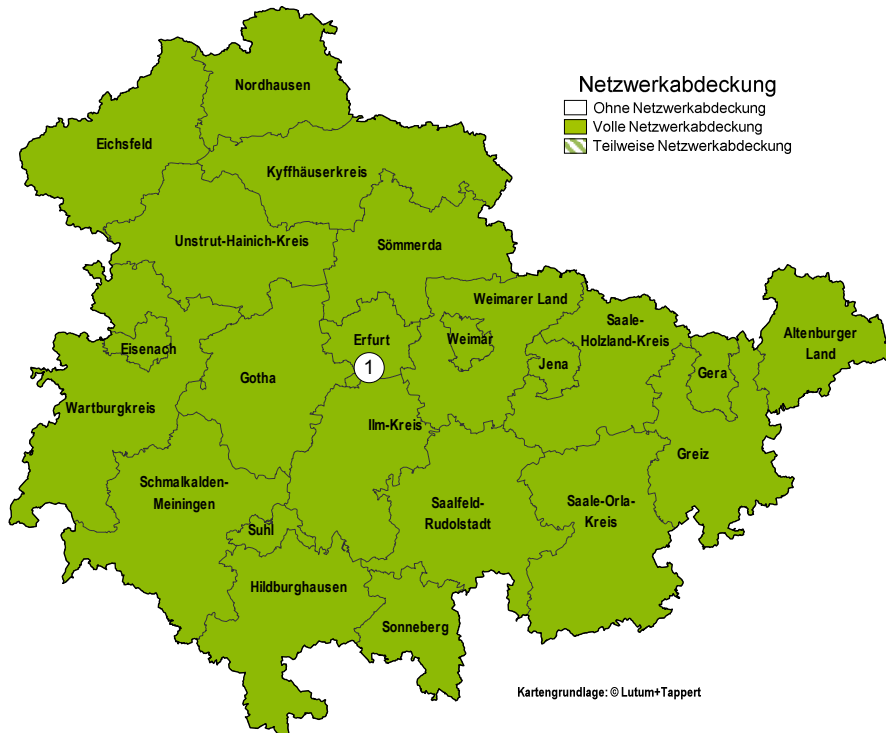 Netzwerkabdeckung
Ohne Netzwerkabdeckung
Volle Netzwerkabdeckung
Teilweise Netzwerkabdeckung
Nordhausen
Eichsfeld
Kyffhäuserkreis
Unstrut-Hainich-Kreis
Sömmerda
Weimarer Land
Saale-
Holzland-Kreis
Altenburger
Land
Eisenach
Erfurt
Weimar
Jena
Gera
1
Gotha
Wartburgkreis
Ilm-Kreis
Greiz
Schmalkalden-
Meiningen
Saalfeld-
Rudolstadt
Saale-Orla-
Kreis
Suhl
Hildburghausen
Sonneberg
Kartengrundlage: © Lutum+Tappert